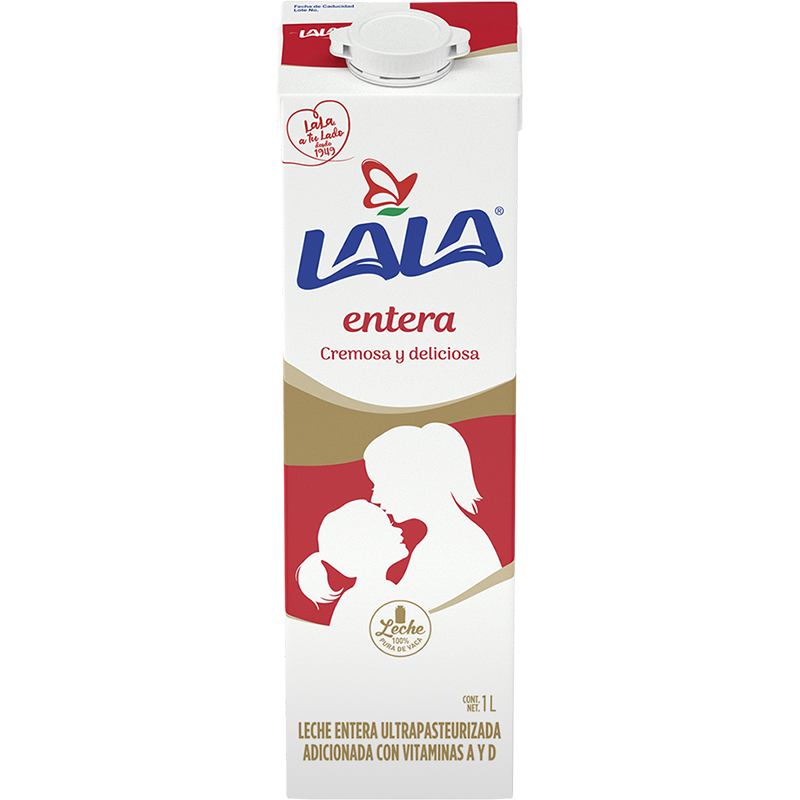 Fecha de Caducidad
Lote No.
LALA
LaLa
a tu Lado
desde
1949
LALA®
entera
Cremosa y deliciosa
Leche
100%
PURA DE VACA
CONT.
NET. 1 L
LECHE ENTERA ULTRAPASTEURIZADA
ADICIONADA CON VITAMINAS A Y D